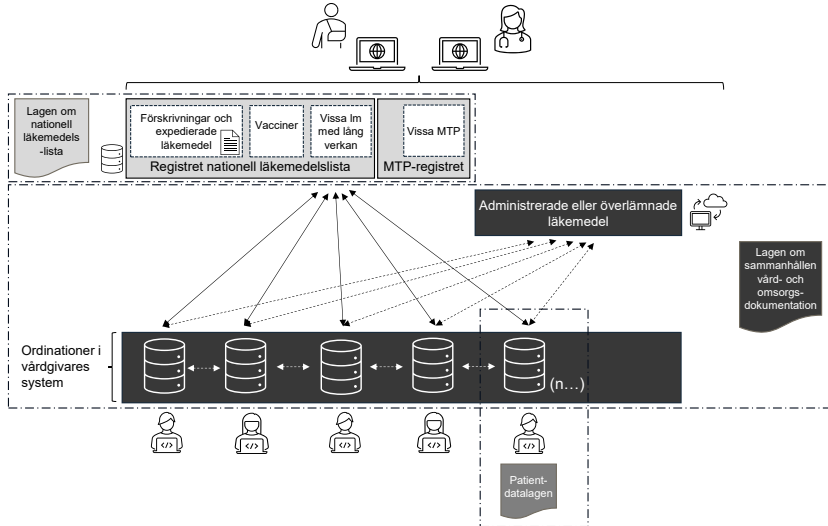 Lagen om
nationell
läkemedels
-lista
Förskrivningar och
expedierade
läkemedel
Vacciner
Vissa lm
med lång
verkan
Vissa MTP
Registret nationell läkemedelslista
MTP-registret
Administrerade eller överlämnade
läkemedel
Lagen om
sammanhållen
vård- och
omsorgs-
dokumentation
Ordinationer i
vårdgivares
system
(n…)
</>
</>
</>
</>
</>
Patient-
datalagen